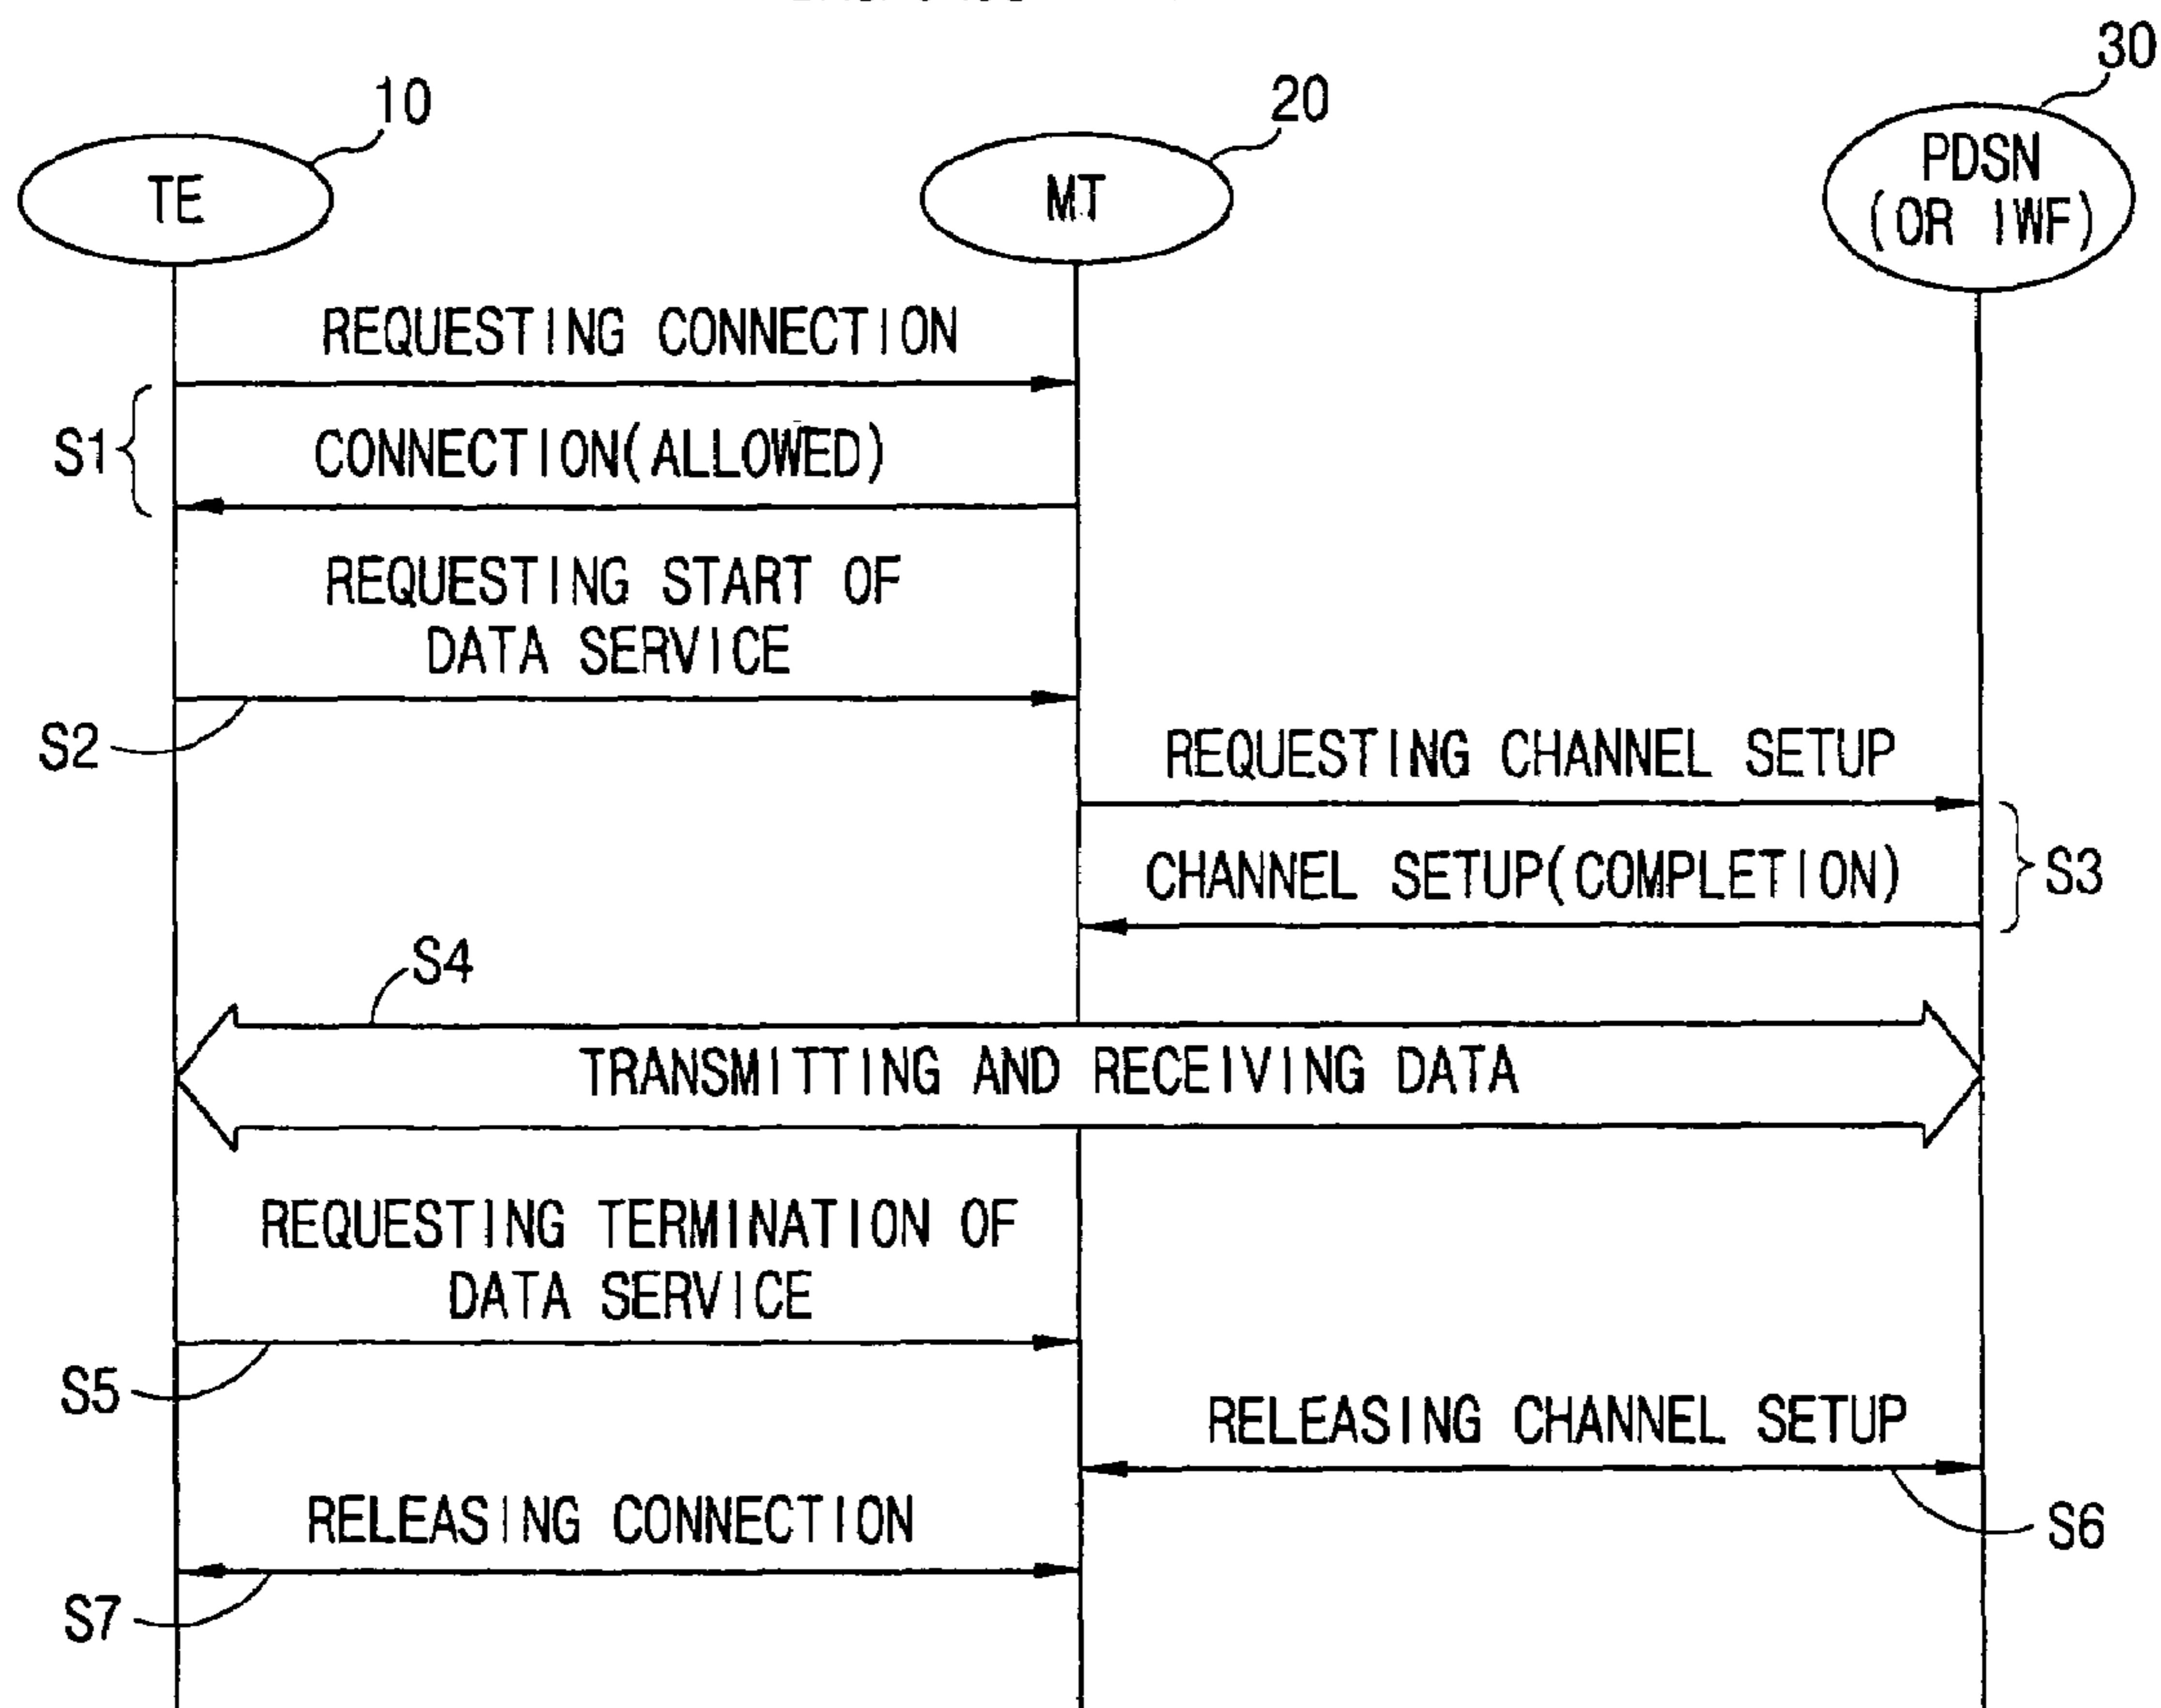 10
20
30
TE
MT
PDSN
(OR IWF)
REQUESTING CONNECTION
S1
CONNECTION(ALLOWED)
REQUESTING START OF
DATA SERVICE
S2
REQUESTING CHANNEL SETUP
CHANNEL SETUP(COMPLETION)
S3
S4
TRANSMITTING AND RECEIVING DATA
REQUESTING TERMINATION OF
DATA SERVICE
S5
RELEASING CHANNEL SETUP
S6
RELEASING CONNECTION
S7